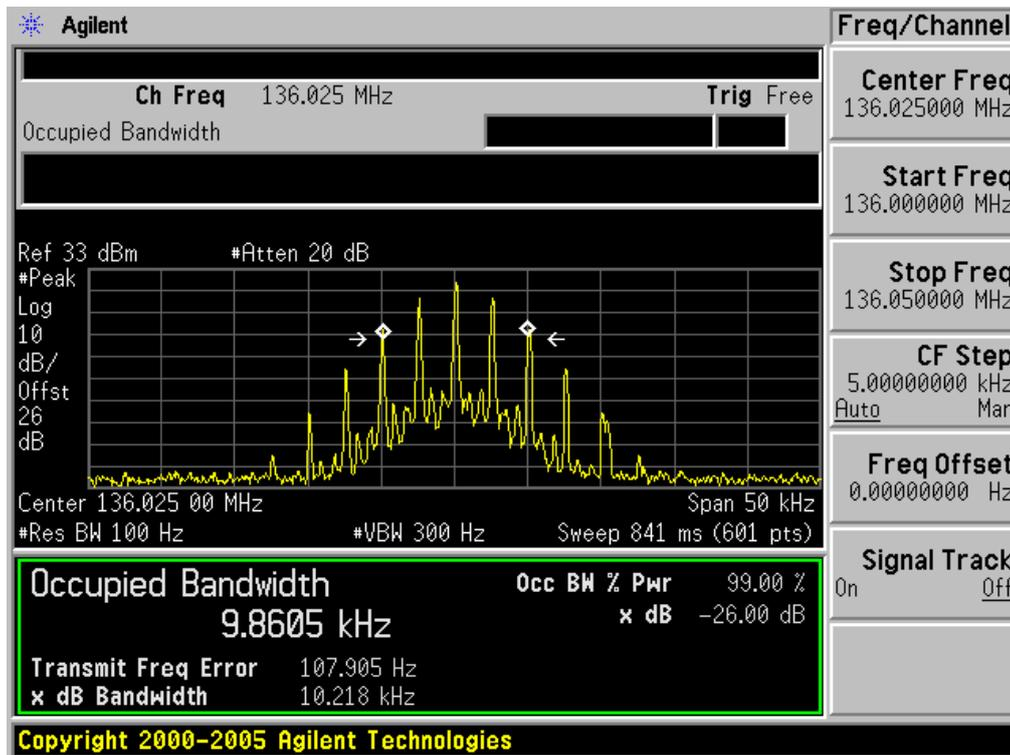 Agilent
Freq/Channel
Ch Freq 136.025 MHz Trig Free
Occupied Bandwidth
Center Freq
136.025000 MHz
Start Freq
136.000000 MHz
Stop Freq
136.050000 MHz
CF Step
5.00000000 kHz
Auto Man
Freq Offset
0.00000000 Hz
Signal Track
On Off
Ref 33 dBm #Atten 20 dB
#Peak
Log
10
dB/
Offst
26
dB
Center 136.025 00 MHz Span 50 kHz
#Res BW 100 Hz #VBW 300 Hz Sweep 841 ms (601 pts)
Occupied Bandwidth
9.8605 kHz
Occ BW % Pwr 99.00 %
x dB -26.00 dB
Transmit Freq Error 107.905 Hz
x dB Bandwidth 10.218 kHz
Copyright 2000-2005 Agilent Technologies